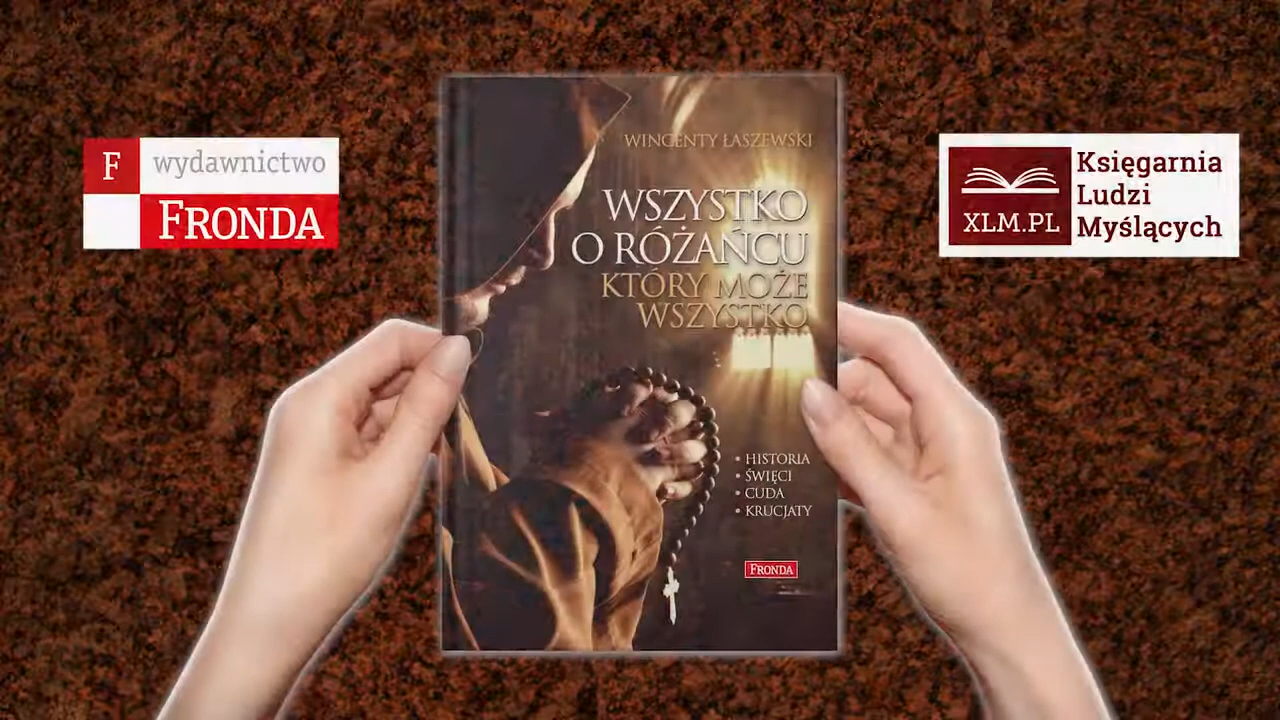 F wydawnictwo
FRONDA
WINCENTY ŁASZEWSKI
WSZYSTKO
O RÓŻAŃCU
KTÓRY MOŻE
WSZYSTKO
• HISTORIA
• ŚWIĘCI
• CUDA
• KRUCJATY
FRONDA
XLM.PL
Księgarnia
Ludzi
Myślących